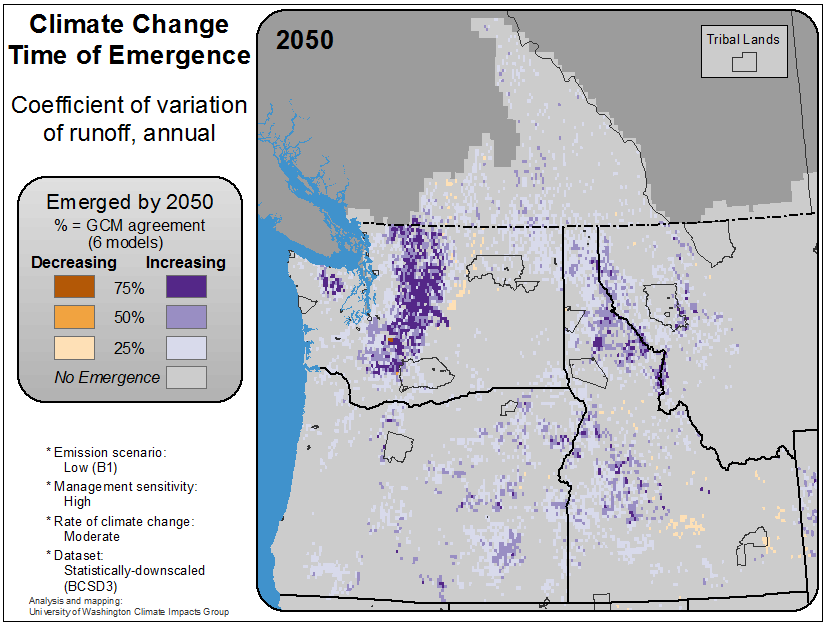 Climate Change
Time of Emergence
Coefficient of variation
of runoff, annual
Emerged by 2050
% = GCM agreement
(6 models)
Decreasing Increasing
75%
50%
25%
No Emergence
* Emission scenario:
Low (B1)
* Management sensitivity:
High
* Rate of climate change:
Moderate
* Dataset:
Statistically-downscaled
(BCSD3)
Analysis and mapping:
University of Washington Climate Impacts Group
2050
Tribal Lands